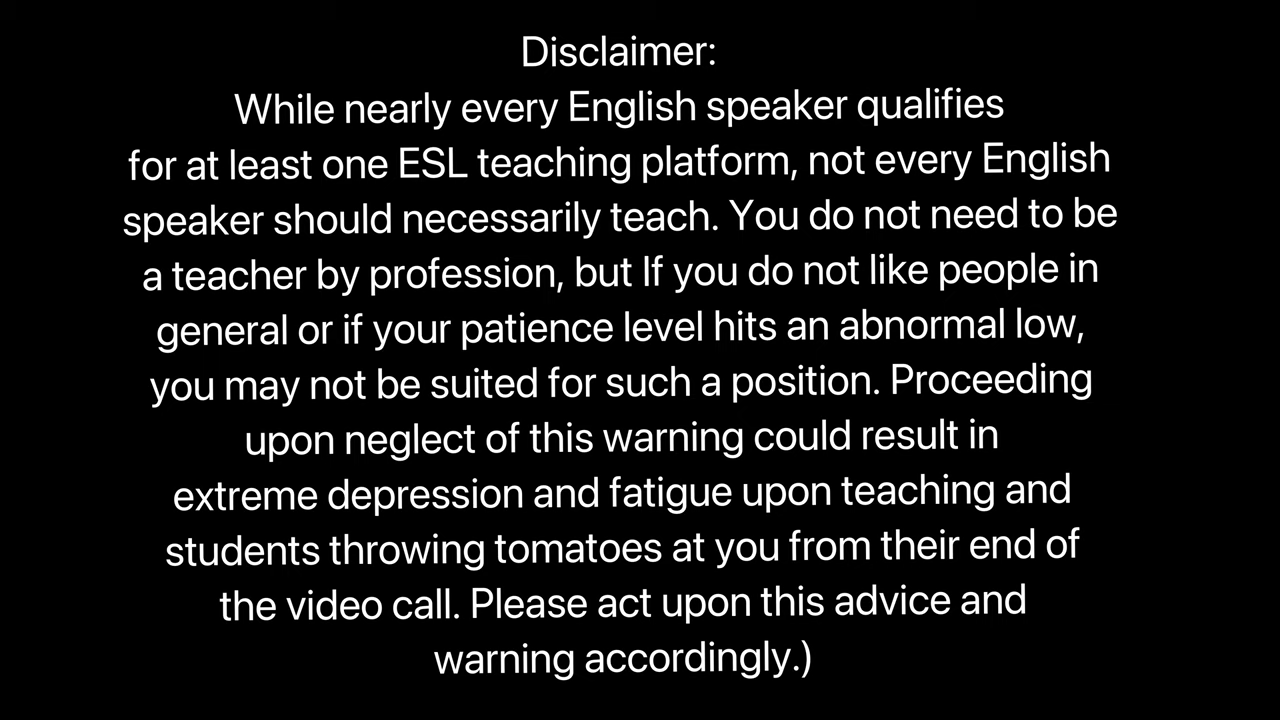 Disclaimer:
While nearly every English speaker qualifies
for at least one ESL teaching platform, not every English
speaker should necessarily teach. You do not need to be
a teacher by profession, but If you do not like people in
general or if your patience level hits an abnormal low,
you may not be suited for such a position. Proceeding
upon neglect of this warning could result in
extreme depression and fatigue upon teaching and
students throwing tomatoes at you from their end of
the video call. Please act upon this advice and
warning accordingly.)